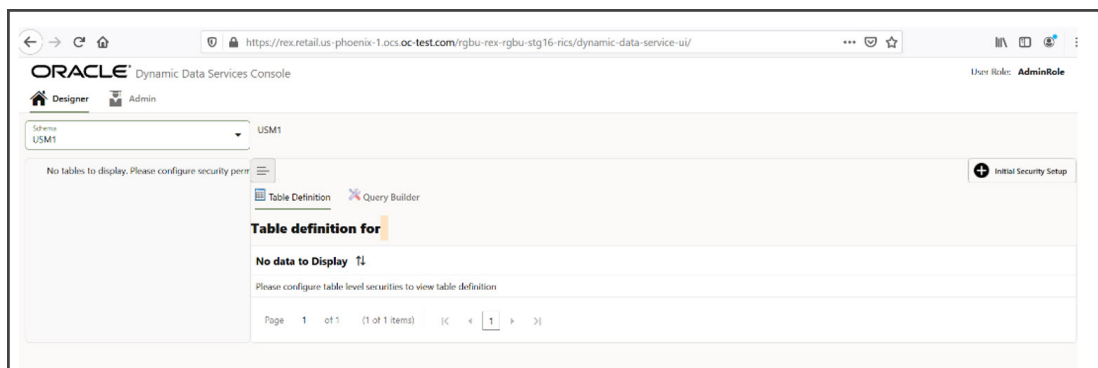 https://rex.retail.us-phoenix-1.ocs.oc-test.com/rgbu-rex-rgbu-stg16-rics/dynamic-data-service-ui/
ORACLE Dynamic Data Services Console
User Role: AdminRole
Designer Admin
Schema
USM1
USM1
No tables to display. Please configure security perm
Initial Security Setup
Table Definition Query Builder
Table definition for
No data to Display
Please configure table level securities to view table definition
Page 1 of 1 (1 of 1 items) 1